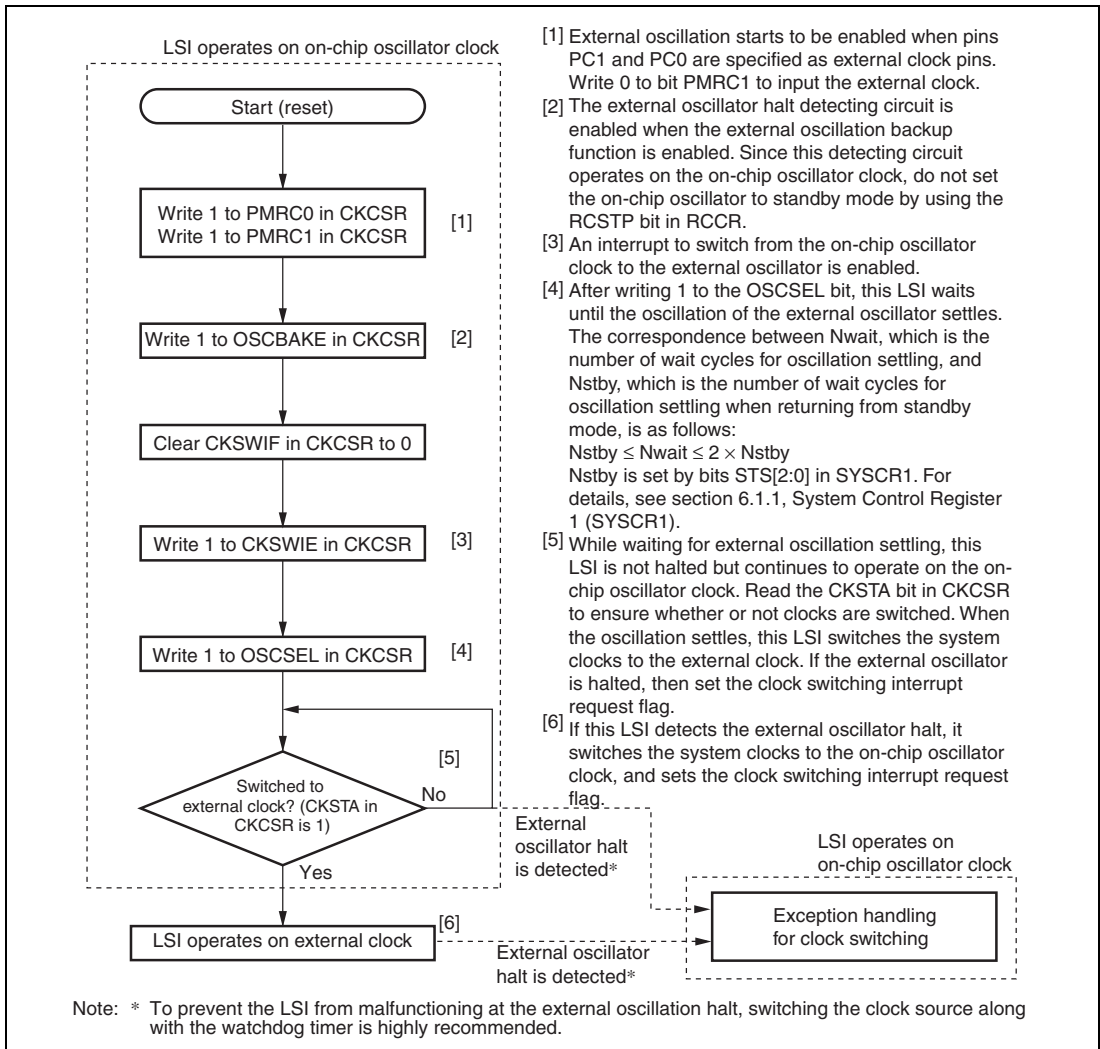 LSI operates on on-chip oscillator clock
Start (reset)
Write 1 to PMRC0 in CKCSR
Write 1 to PMRC1 in CKCSR
[1]
Write 1 to OSCBAKE in CKCSR
[2]
Clear CKSWIF in CKCSR to 0
Write 1 to CKSWIE in CKCSR
[3]
Write 1 to OSCSEL in CKCSR
[4]
[5]
Switched to
external clock? (CKSTA in
CKCSR is 1)
No
Yes
External
oscillator halt
is detected*
LSI operates on external clock
[6]
External oscillator
halt is detected*
LSI operates on
on-chip oscillator clock
Exception handling
for clock switching
[1] External oscillation starts to be enabled when pins
PC1 and PC0 are specified as external clock pins.
Write 0 to bit PMRC1 to input the external clock.
[2] The external oscillator halt detecting circuit is
enabled when the external oscillation backup
function is enabled. Since this detecting circuit
operates on the on-chip oscillator clock, do not set
the on-chip oscillator to standby mode by using the
RCSTP bit in RCCR.
[3] An interrupt to switch from the on-chip oscillator
clock to the external oscillator is enabled.
[4] After writing 1 to the OSCSEL bit, this LSI waits
until the oscillation of the external oscillator settles.
The correspondence between Nwait, which is the
number of wait cycles for oscillation settling, and
Nstby, which is the number of wait cycles for
oscillation settling when returning from standby
mode, is as follows:
Nstby ≤ Nwait ≤ 2 × Nstby
Nstby is set by bits STS[2:0] in SYSCR1. For
details, see section 6.1.1, System Control Register
1 (SYSCR1).
[5] While waiting for external oscillation settling, this
LSI is not halted but continues to operate on the on-
chip oscillator clock. Read the CKSTA bit in CKCSR
to ensure whether or not clocks are switched. When
the oscillation settles, this LSI switches the system
clocks to the external clock. If the external oscillator
is halted, then set the clock switching interrupt
request flag.
[6] If this LSI detects the external oscillator halt, it
switches the system clocks to the on-chip oscillator
clock, and sets the clock switching interrupt request
flag.
Note: * To prevent the LSI from malfunctioning at the external oscillation halt, switching the clock source along
with the watchdog timer is highly recommended.